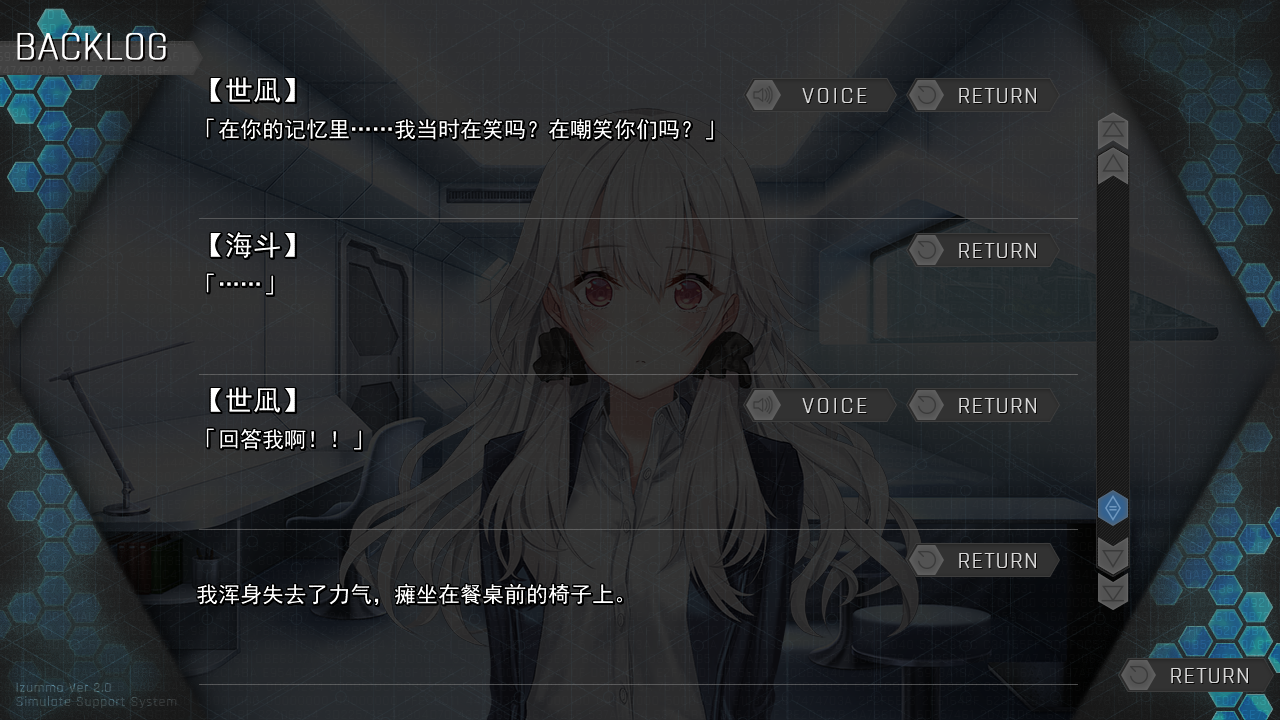 BACKLOG
【世凪】
VOICE
RETURN
「在你的记忆里……我当时在笑吗？在嘲笑你们吗？」
【海斗】
RETURN
「……」
【世凪】
VOICE
RETURN
「回答我啊！！」
RETURN
我浑身失去了力气，瘫坐在餐桌前的椅子上。
RETURN
Izummo Ver 2.0
Simulate Support System